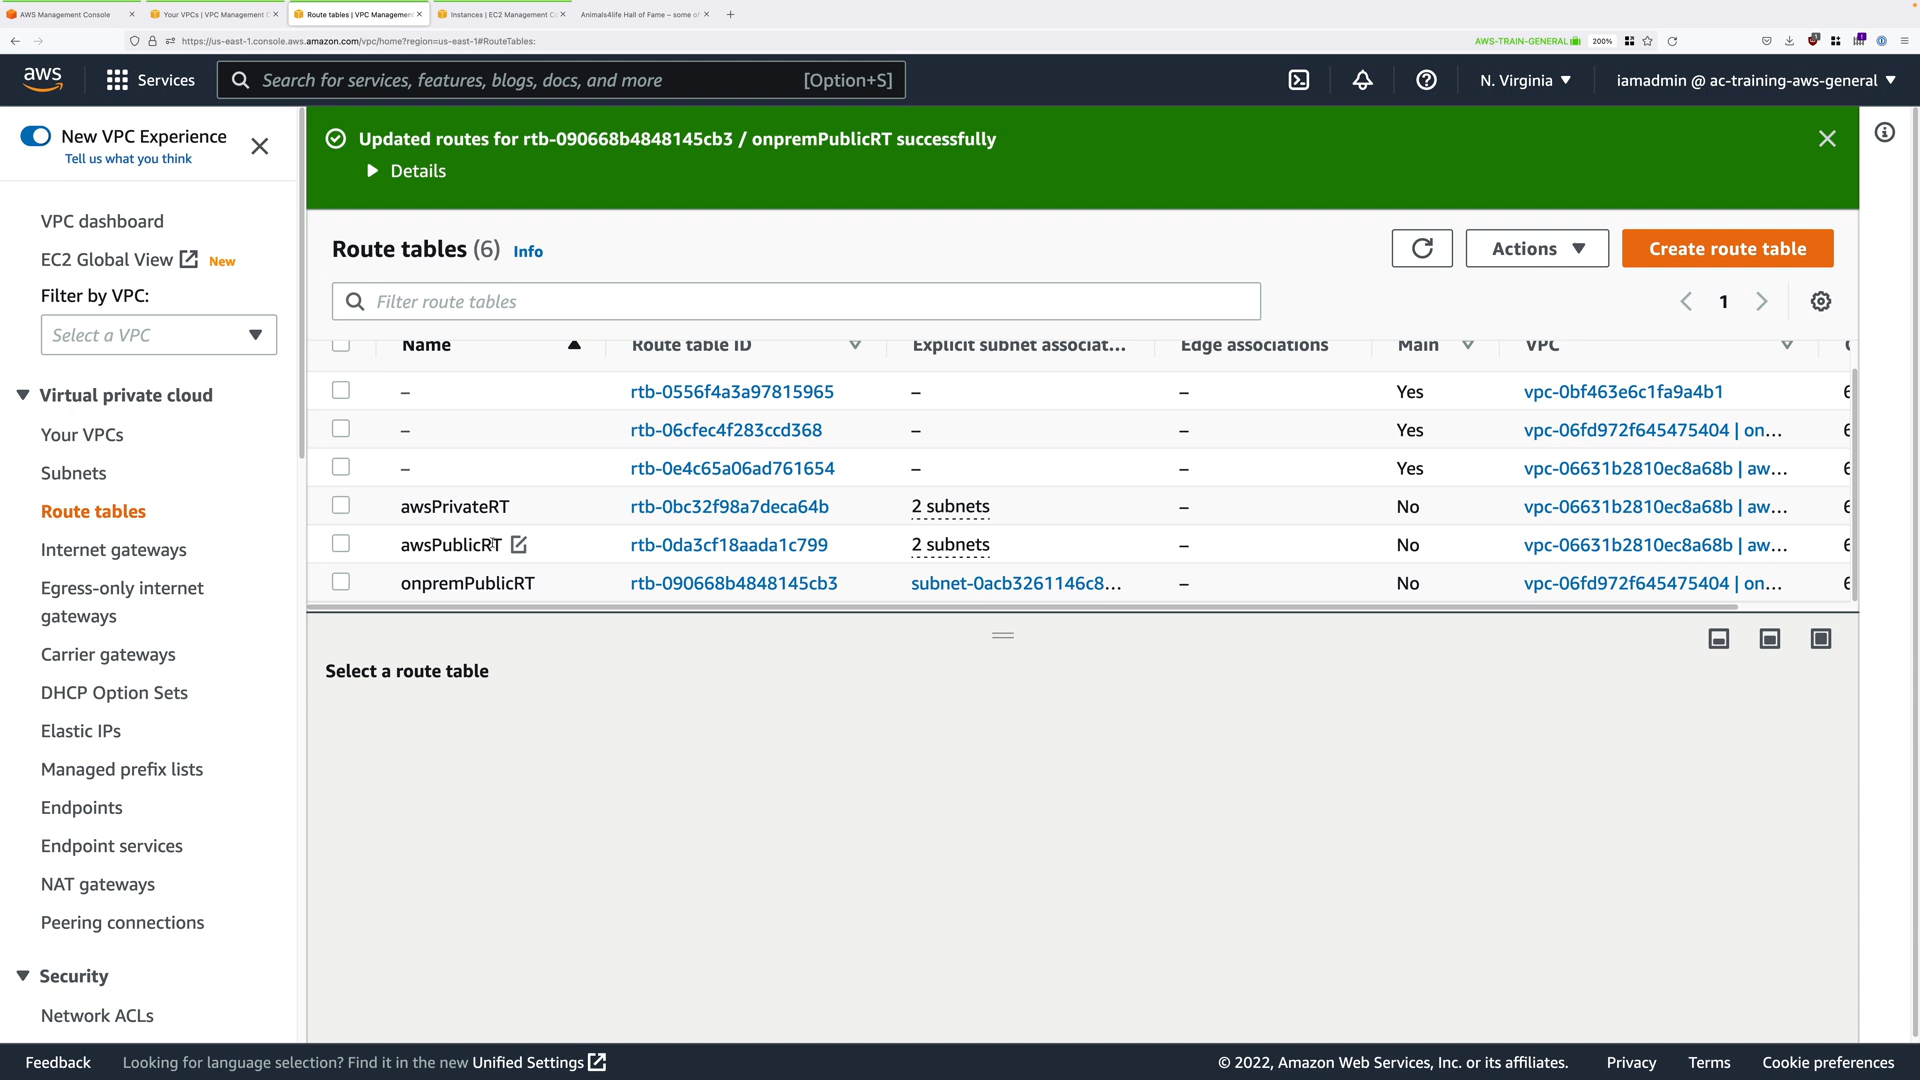 AWS Management Console
Your VPCs | VPC Management C
Route tables | VPC Managemen
Instances | EC2 Management Co
Animals4life Hall of Fame – some o
https://us-east-1.console.aws.amazon.com/vpc/home?region=us-east-1#RouteTables:
AWS-TRAIN-GENERAL
200%
aws
Services
Search for services, features, blogs, docs, and more
[Option+S]
N. Virginia
iamadmin @ ac-training-aws-general
New VPC Experience
Tell us what you think
VPC dashboard
EC2 Global View New
Filter by VPC:
Select a VPC
Virtual private cloud
Your VPCs
Subnets
Route tables
Internet gateways
Egress-only internet
gateways
Carrier gateways
DHCP Option Sets
Elastic IPs
Managed prefix lists
Endpoints
Endpoint services
NAT gateways
Peering connections
Security
Network ACLs
Updated routes for rtb-090668b4848145cb3 / onpremPublicRT successfully
Details
Route tables (6) Info
Actions
Create route table
Filter route tables
1
Name Route table ID Explicit subnet associat... Edge associations Main VPC
– rtb-0556f4a3a97815965 – – Yes vpc-0bf463e6c1fa9a4b1
– rtb-06cfec4f283ccd368 – – Yes vpc-06fd972f645475404 | on...
– rtb-0e4c65a06ad761654 – – Yes vpc-06631b2810ec8a68b | aw...
awsPrivateRT rtb-0bc32f98a7deca64b 2 subnets – No vpc-06631b2810ec8a68b | aw...
awsPublicRT rtb-0da3cf18aada1c799 2 subnets – No vpc-06631b2810ec8a68b | aw...
onpremPublicRT rtb-090668b4848145cb3 subnet-0acb3261146c8... – No vpc-06fd972f645475404 | on...
Select a route table
Feedback
Looking for language selection? Find it in the new Unified Settings
© 2022, Amazon Web Services, Inc. or its affiliates.
Privacy
Terms
Cookie preferences